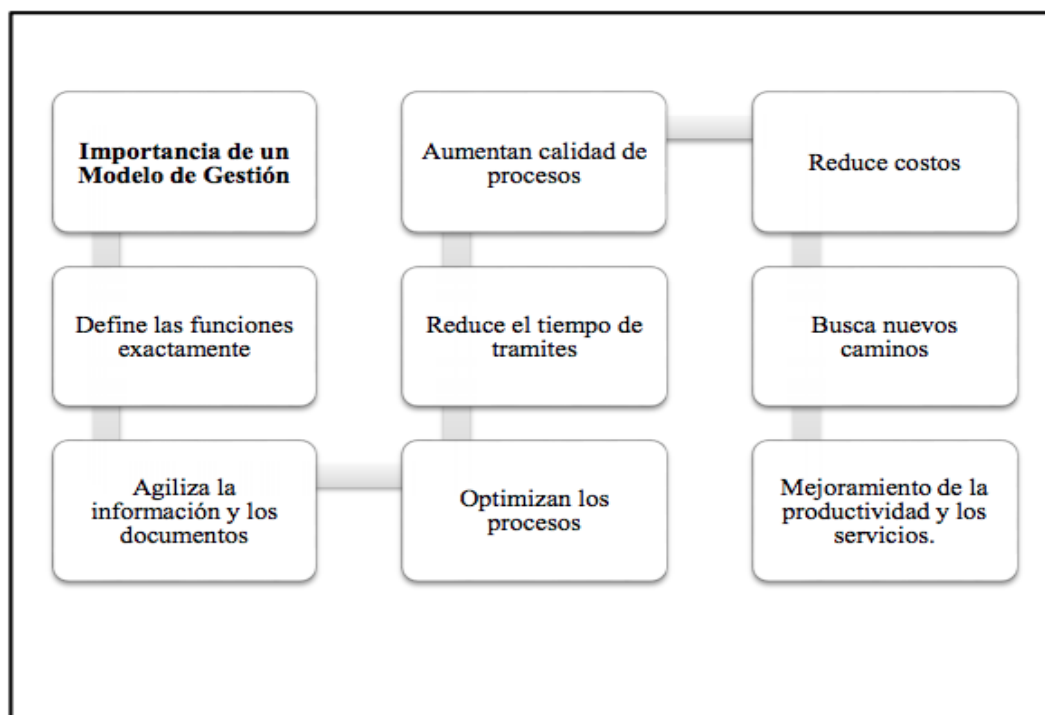 Importancia de un
Modelo de Gestión
Define las funciones
exactamente
Agiliza la
información y los
documentos
Optimizan los
procesos
Reduce el tiempo de
tramites
Aumentan calidad de
procesos
Reduce costos
Busca nuevos
caminos
Mejoramiento de la
productividad y los
servicios.